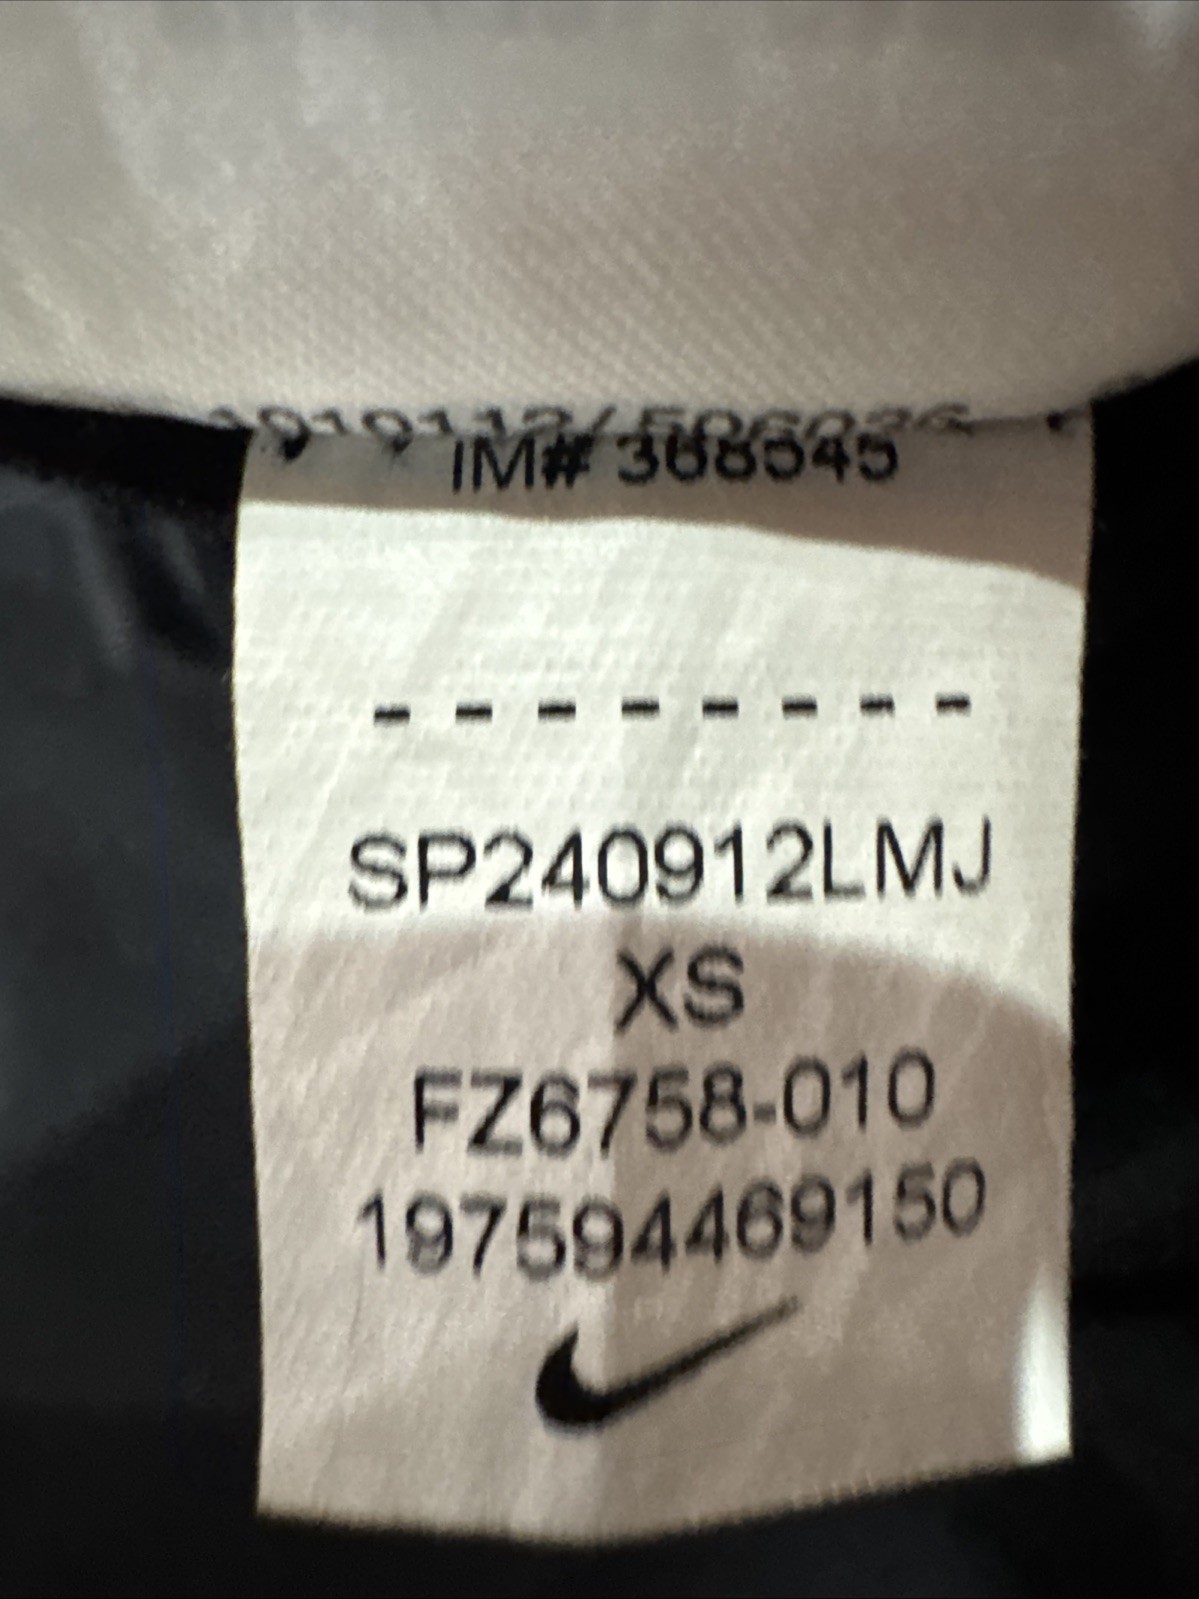 IM# 368545
- - - - - - - -
SP240912LMJ
XS
FZ6758-010
197594469150